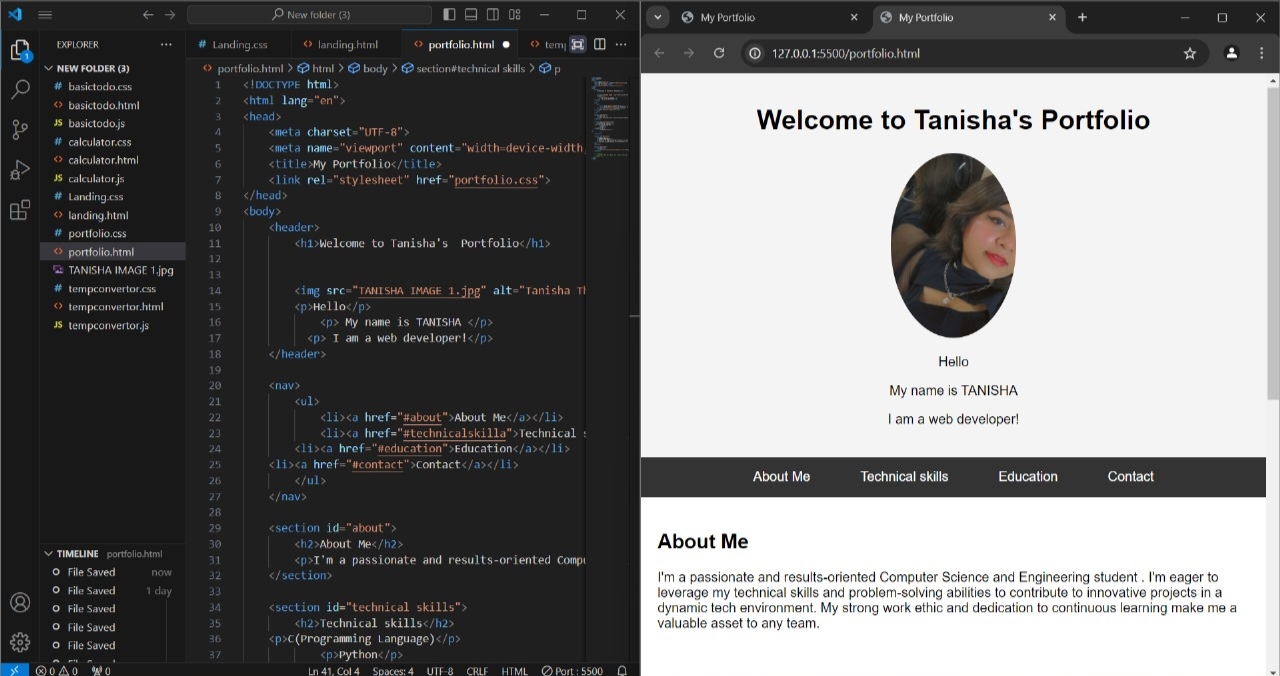 New folder (3)
EXPLORER
NEW FOLDER (3)
# basictodo.css
<> basictodo.html
JS basictodo.js
# calculator.css
<> calculator.html
JS calculator.js
# Landing.css
<> landing.html
# portfolio.css
<> portfolio.html
TANISHA IMAGE 1.jpg
# tempconvertor.css
<> tempconvertor.html
JS tempconvertor.js
TIMELINE portfolio.html
File Saved now
File Saved 1 day
File Saved
File Saved
File Saved
# Landing.css
<> landing.html
<> portfolio.html
<> temp
<> portfolio.html > html > body > section#technical skills > p
1 <!DOCTYPE html>
2 <html lang="en">
3 <head>
4 <meta charset="UTF-8">
5 <meta name="viewport" content="width=device-width,
6 <title>My Portfolio</title>
7 <link rel="stylesheet" href="portfolio.css">
8 </head>
9 <body>
10 <header>
11 <h1>Welcome to Tanisha's  Portfolio</h1>
12
13
14 <img src="TANISHA IMAGE 1.jpg" alt="Tanisha Th
15 <p>Hello</p>
16 <p> My name is TANISHA </p>
17 <p> I am a web developer!</p>
18 </header>
19
20 <nav>
21 <ul>
22 <li><a href="#about">About Me</a></li>
23 <li><a href="#technicalskilla">Technical s
24 <li><a href="#education">Education</a></li>
25 <li><a href="#contact">Contact</a></li>
26 </ul>
27 </nav>
28
29 <section id="about">
30 <h2>About Me</h2>
31 <p>I'm a passionate and results-oriented Compu
32 </section>
33
34 <section id="technical skills">
35 <h2>Technical skills</h2>
36 <p>C(Programming Language)</p>
37 <p>Python</p>
0 0 0 Ln 41, Col 4 Spaces: 4 UTF-8 CRLF HTML Port : 5500
My Portfolio
My Portfolio
127.0.0.1:5500/portfolio.html
Welcome to Tanisha's Portfolio
Hello
My name is TANISHA
I am a web developer!
About Me Technical skills Education Contact
About Me
I'm a passionate and results-oriented Computer Science and Engineering student . I'm eager to
leverage my technical skills and problem-solving abilities to contribute to innovative projects in a
dynamic tech environment. My strong work ethic and dedication to continuous learning make me a
valuable asset to any team.